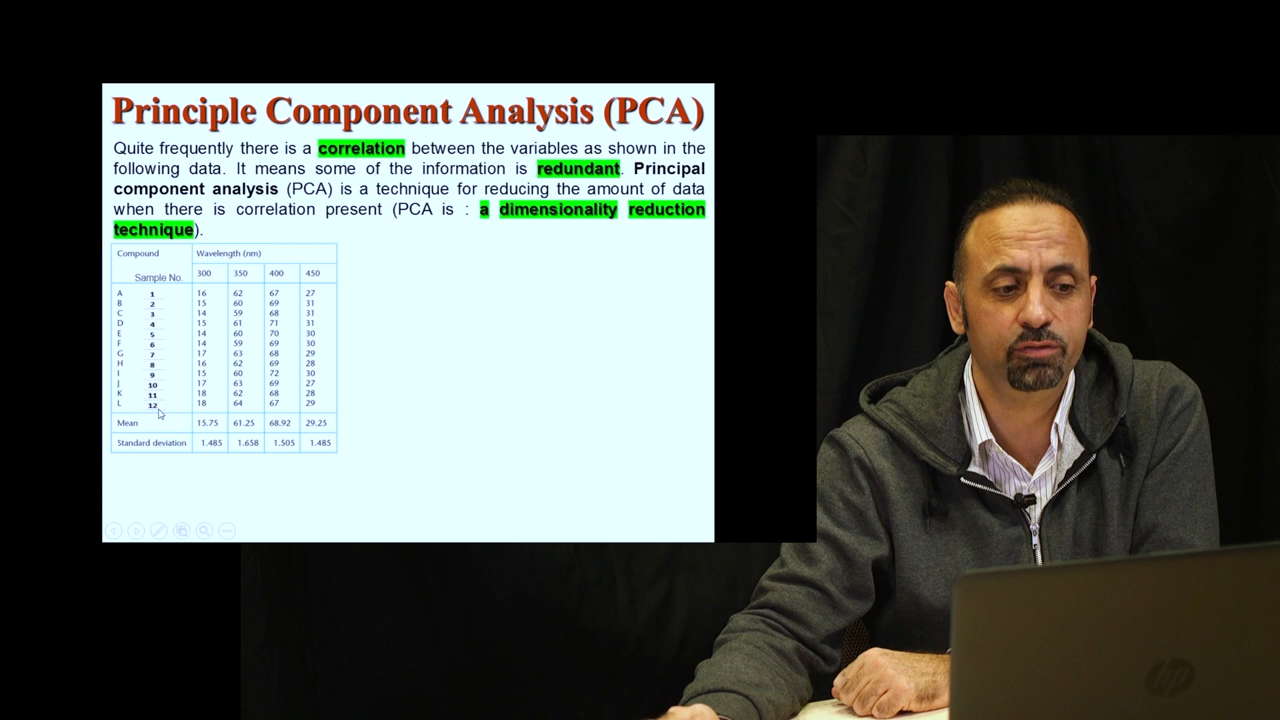 Principle Component Analysis (PCA)
Quite frequently there is a correlation between the variables as shown in the
following data. It means some of the information is redundant. Principal
component analysis (PCA) is a technique for reducing the amount of data
when there is correlation present (PCA is : a dimensionality reduction
technique).
Compound Wavelength (nm)
Sample No. 300 350 400 450
A 1 16 62 67 27
B 2 15 60 69 31
C 3 14 59 68 31
D 4 15 61 71 31
E 5 14 60 70 30
F 6 14 59 69 30
G 7 17 63 68 29
H 8 16 62 69 28
I 9 15 60 72 30
J 10 17 63 69 27
K 11 18 62 68 28
L 12 18 64 67 29
Mean 15.75 61.25 68.92 29.25
Standard deviation 1.485 1.658 1.505 1.485
hp